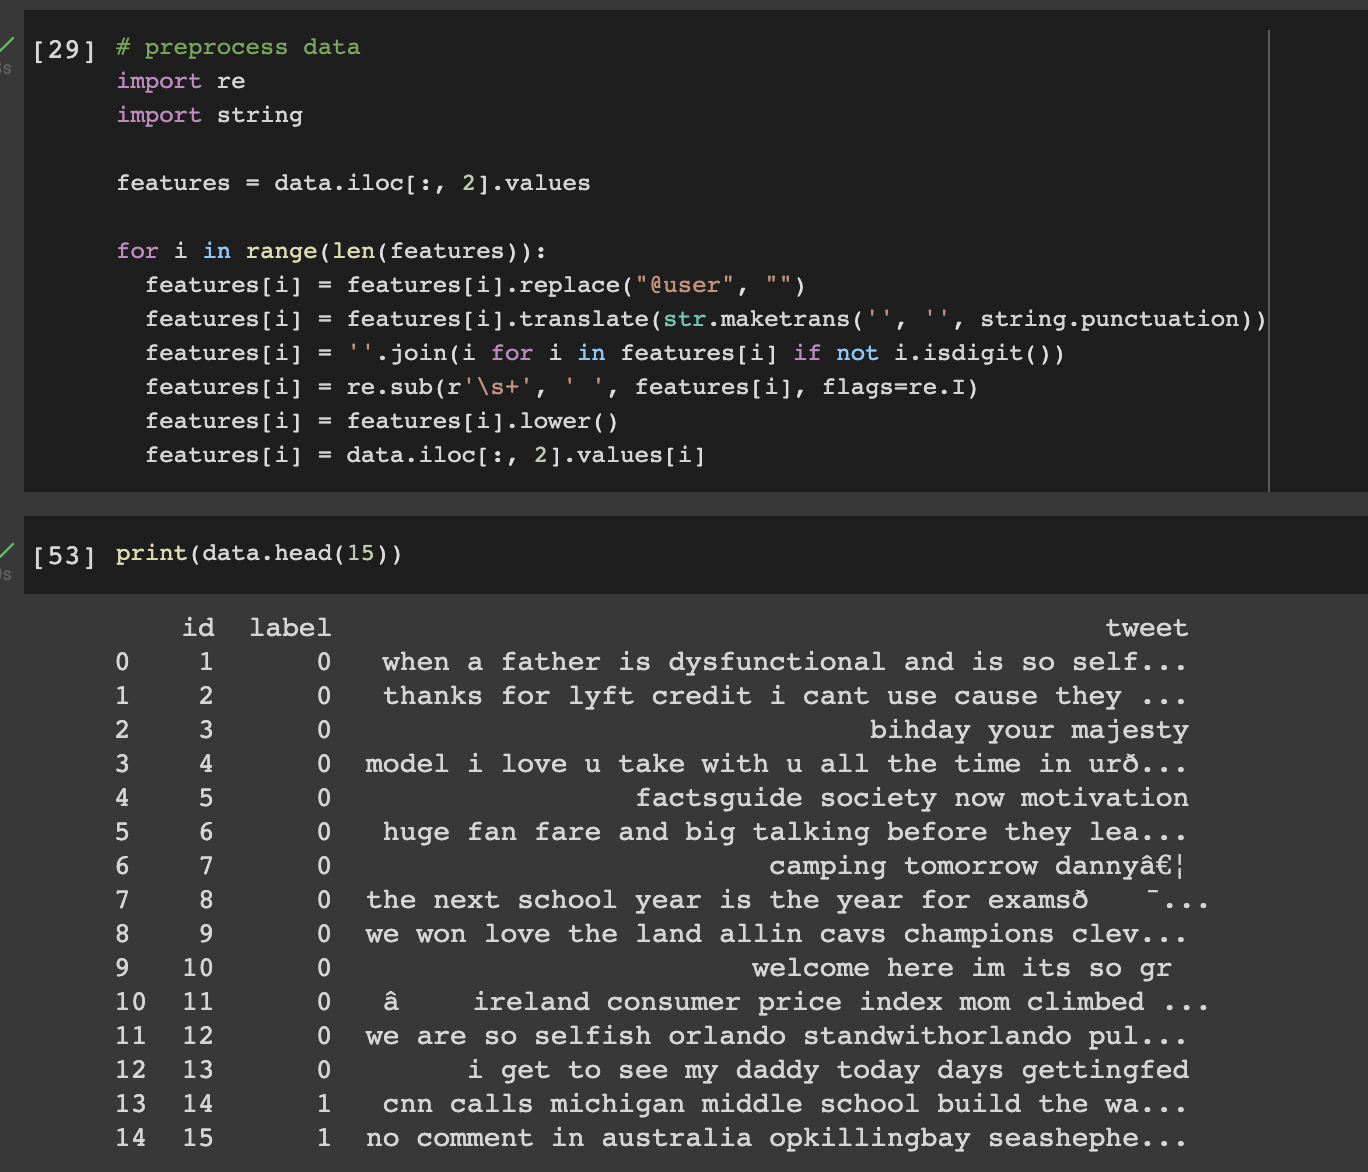 [29] # preprocess data
import re
import string
features = data.iloc[:, 2].values
for i in range(len(features)):
features[i] = features[i].replace("@user", "")
features[i] = features[i].translate(str.maketrans('', '', string.punctuation))
features[i] = ''.join(i for i in features[i] if not i.isdigit())
features[i] = re.sub(r'\s+', ' ', features[i], flags=re.I)
features[i] = features[i].lower()
features[i] = data.iloc[:, 2].values[i]
[53] print(data.head(15))
id label tweet
0 1 0 when a father is dysfunctional and is so self...
1 2 0 thanks for lyft credit i cant use cause they ...
2 3 0 bihday your majesty
3 4 0 model i love u take with u all the time in urð...
4 5 0 factsguide society now motivation
5 6 0 huge fan fare and big talking before they lea...
6 7 0 camping tomorrow dannyâ€¦
7 8 0 the next school year is the year for examsð ¯...
8 9 0 we won love the land allin cavs champions clev...
9 10 0 welcome here im its so gr
10 11 0 â ireland consumer price index mom climbed ...
11 12 0 we are so selfish orlando standwithorlando pul...
12 13 0 i get to see my daddy today days gettingfed
13 14 1 cnn calls michigan middle school build the wa...
14 15 1 no comment in australia opkillingbay seashephe...